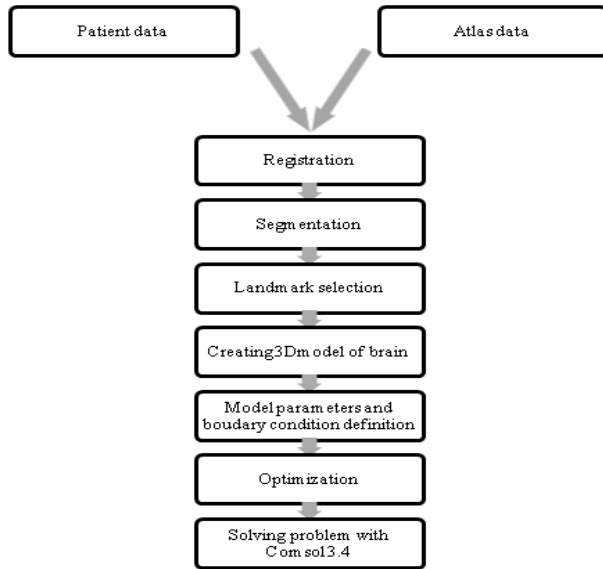 Patient data
Atlas data
Registration
Segmentation
Landmark selection
Creating3Dmodel of brain
Model parameters and
boudary condition definition
Optimization
Solving problem with
Comsol3.4